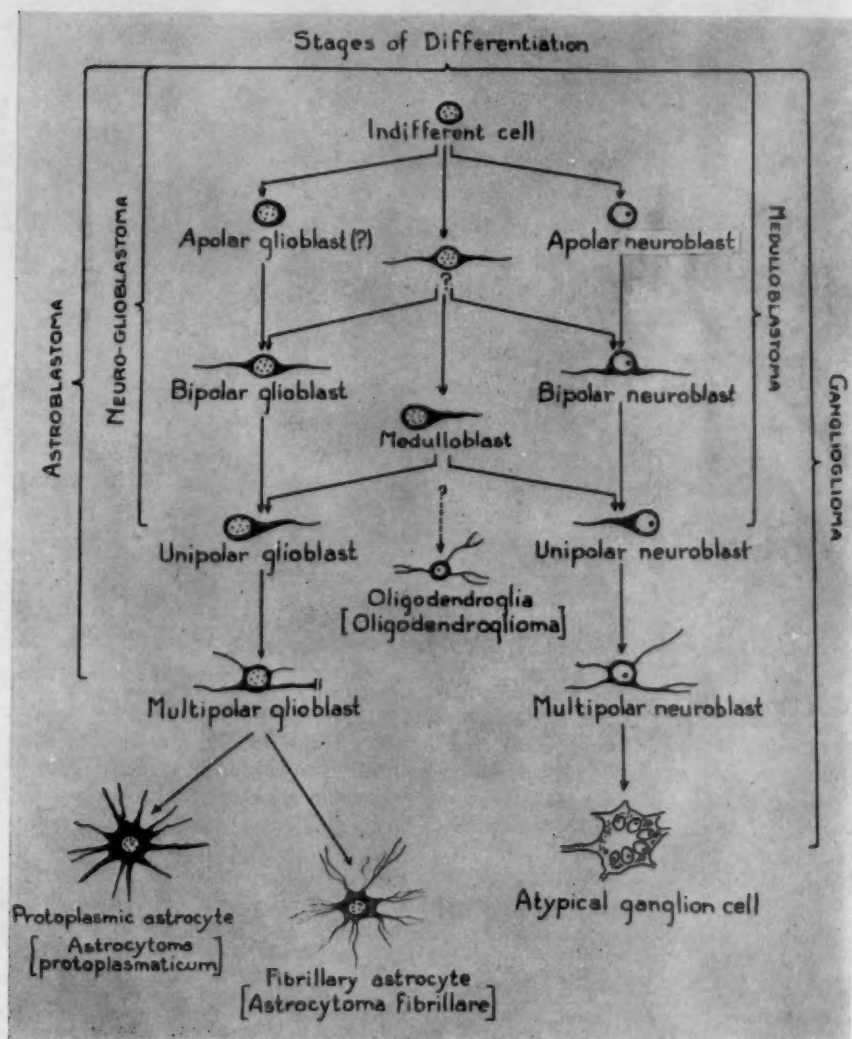 Stages of Differentiation
Indifferent cell
Apolar glioblast(?)
Apolar neuroblast
?
Bipolar glioblast
Bipolar neuroblast
Medulloblast
?
Unipolar glioblast
Unipolar neuroblast
Oligodendroglia
[Oligodendroglioma]
Multipolar glioblast
Multipolar neuroblast
Protoplasmic astrocyte
[Astrocytoma
protoplasmaticum]
Fibrillary astrocyte
[Astrocytoma Fibrillare]
Atypical ganglion cell
ASTROBLASTOMA
NEURO-GLIOBLASTOMA
MEDULLOBLASTOMA
GANGLIOGLIOMA